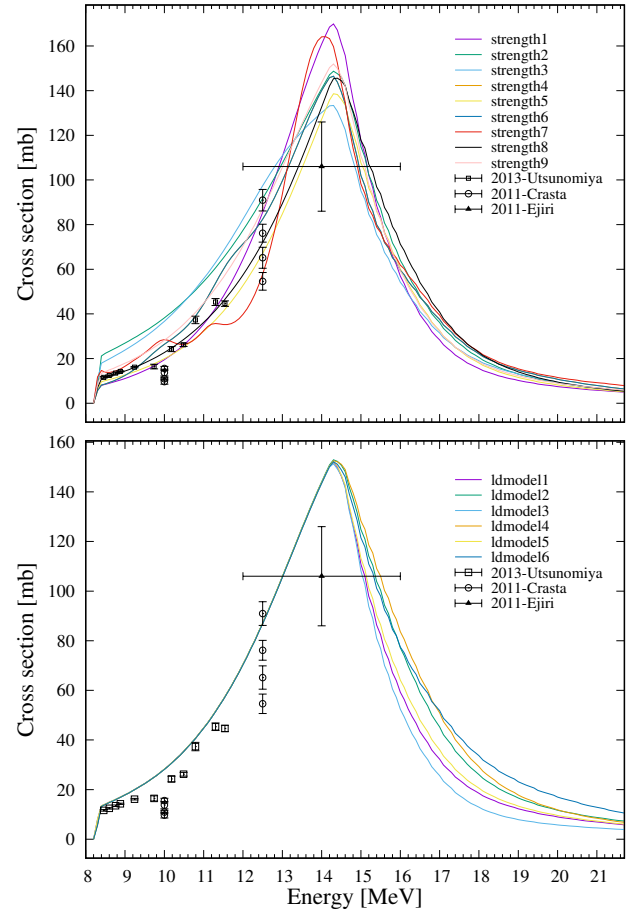 160
140
120
100
80
60
40
20
0
Cross section [mb]
strength1
strength2
strength3
strength4
strength5
strength6
strength7
strength8
strength9
2013-Utsunomiya
2011-Crasta
2011-Ejiri
160
140
120
100
80
60
40
20
0
Cross section [mb]
ldmodel1
ldmodel2
ldmodel3
ldmodel4
ldmodel5
ldmodel6
2013-Utsunomiya
2011-Crasta
2011-Ejiri
8 9 10 11 12 13 14 15 16 17 18 19 20 21
Energy [MeV]